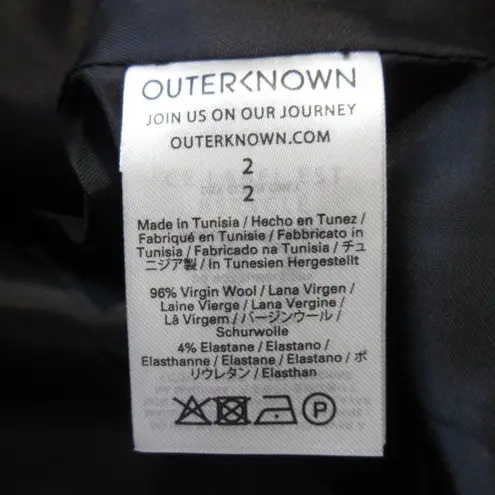 OUTERKNOWN
JOIN US ON OUR JOURNEY
OUTERKNOWN.COM
2
2
Made in Tunisia / Hecho en Tunez /
Fabriqué en Tunisie / Fabbricato in
Tunisia / Fabricado na Tunisia / チュ
ニジア製 / In Tunesien Hergestellt
96% Virgin Wool / Lana Virgen /
Laine Vierge / Lana Vergine /
Lã Virgem / バージンウール /
Schurwolle
4% Elastane / Elastano /
Elasthanne / Elastane / Elastano / ポ
リウレタン / Elasthan
P